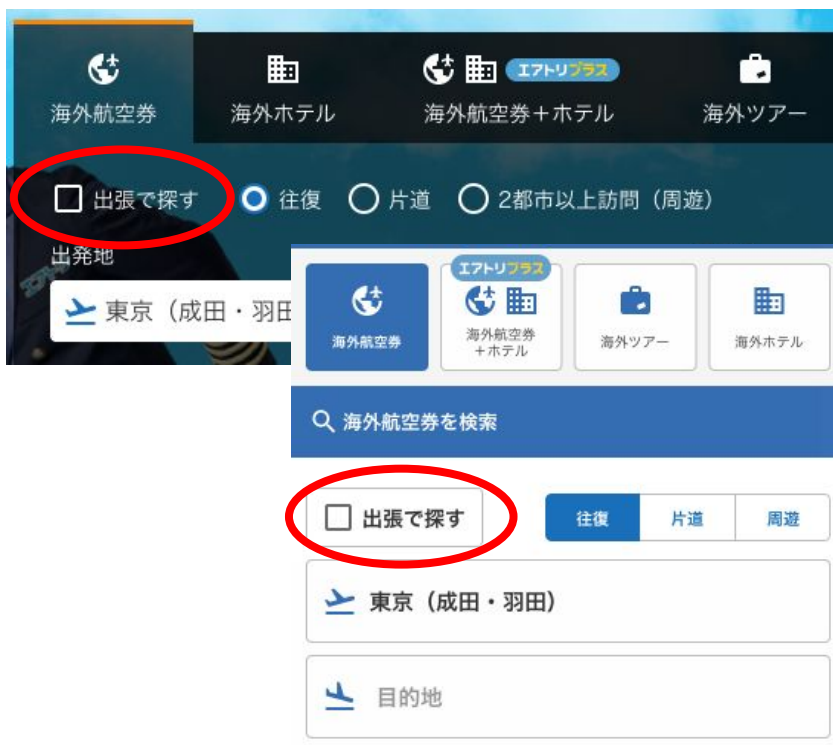 エアトリプラス
海外航空券
海外ホテル
海外航空券+ホテル
海外ツアー
出張で探す
往復
片道
2都市以上訪問（周遊）
出発地
東京（成田・羽田
エアトリプラス
海外航空券
海外航空券
+ホテル
海外ツアー
海外ホテル
海外航空券を検索
出張で探す
往復
片道
周遊
東京（成田・羽田）
目的地